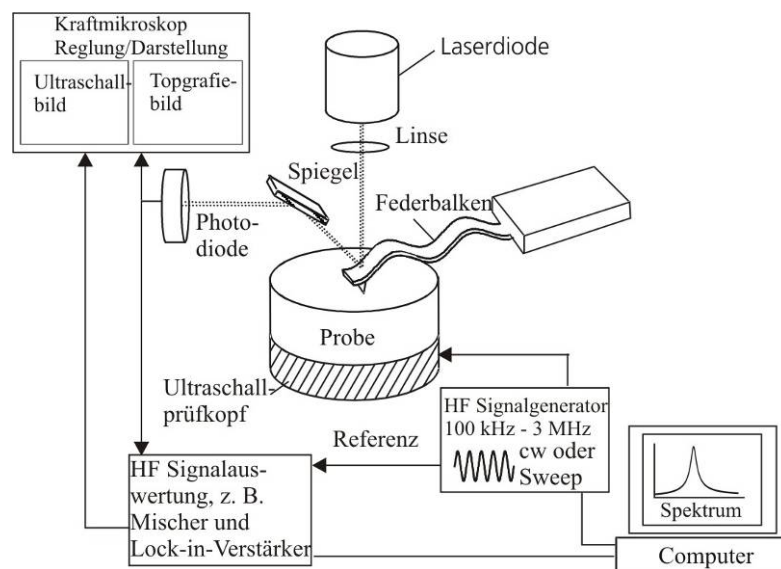 Kraftmikroskop
Reglung/Darstellung
Ultraschall-
bild
Topgrafie-
bild
Laserdiode
Linse
Spiegel
Federbalken
Photo-
diode
Probe
Ultraschall-
prüfkopf
HF Signalgenerator
100 kHz - 3 MHz
cw oder
Sweep
Referenz
HF Signalaus-
wertung, z. B.
Mischer und
Lock-in-Verstärker
Spektrum
Computer